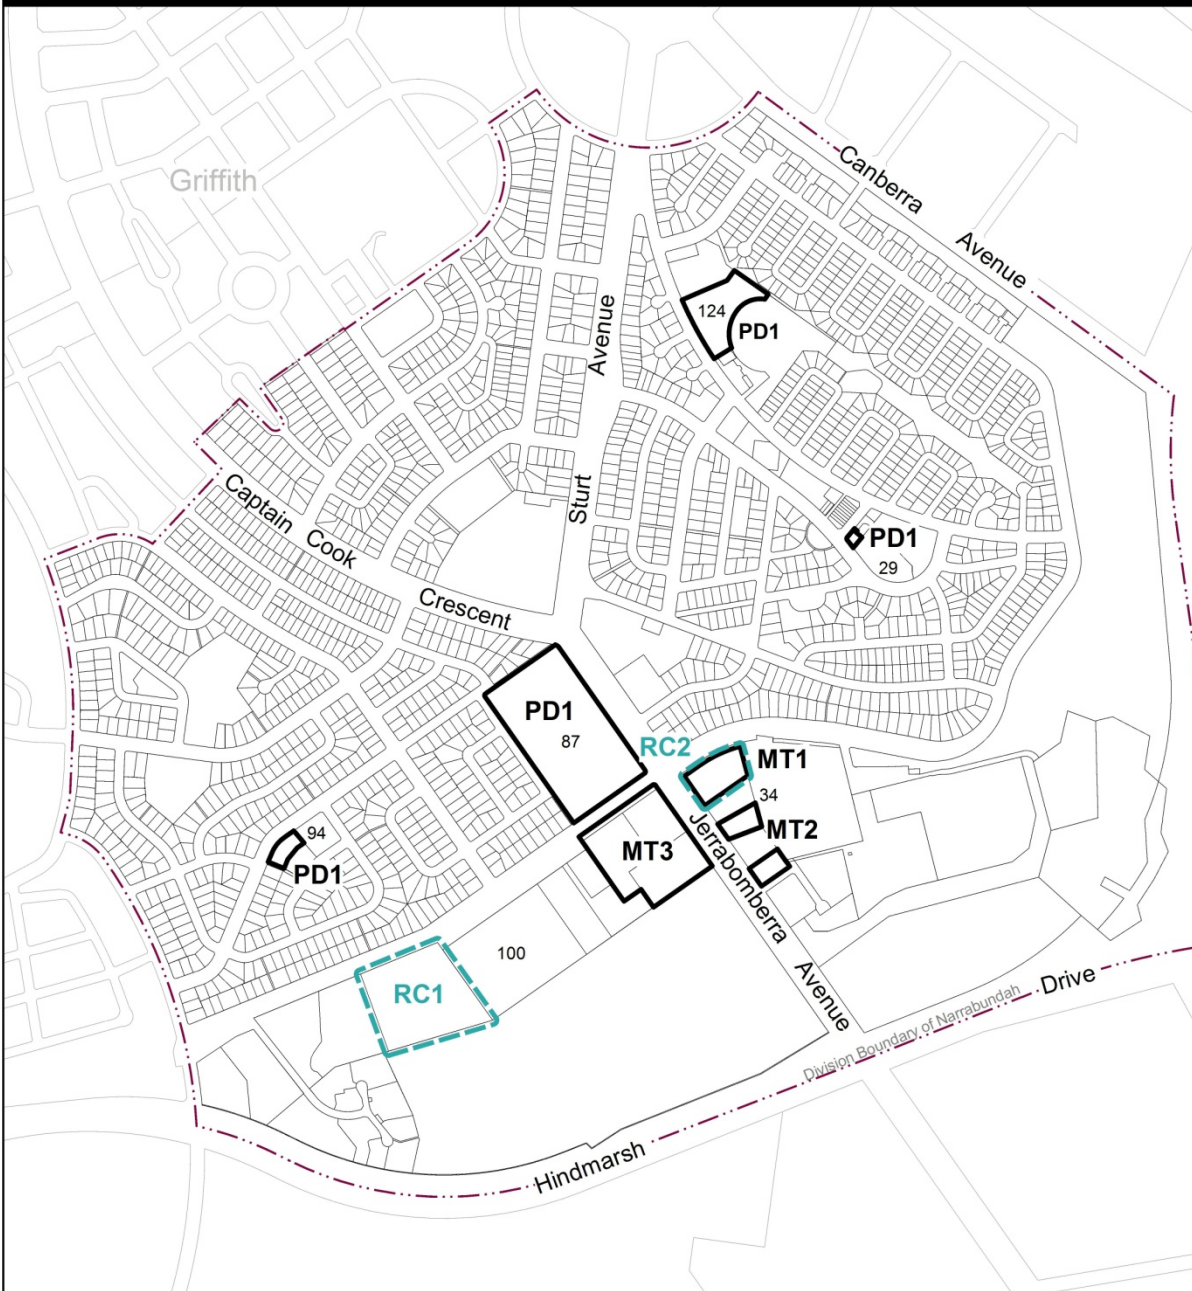 Griffith
Canberra
Avenue
124
PD1
Avenue
Sturt
Captain
Cook
Crescent
PD1
29
PD1
87
RC2
MT1
34
MT2
MT3
Jerrabomberra
Avenue
94
PD1
100
RC1
Drive
Division Boundary of Narrabundah
Hindmarsh